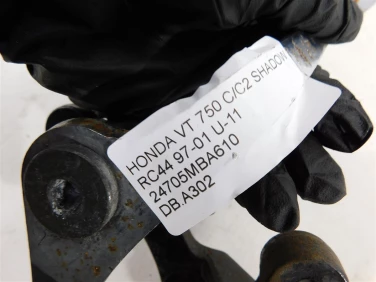 HONDA VT 750 C/C2 SHADOW
RC44 97-01 U-11
24705MBA610
DB.A302